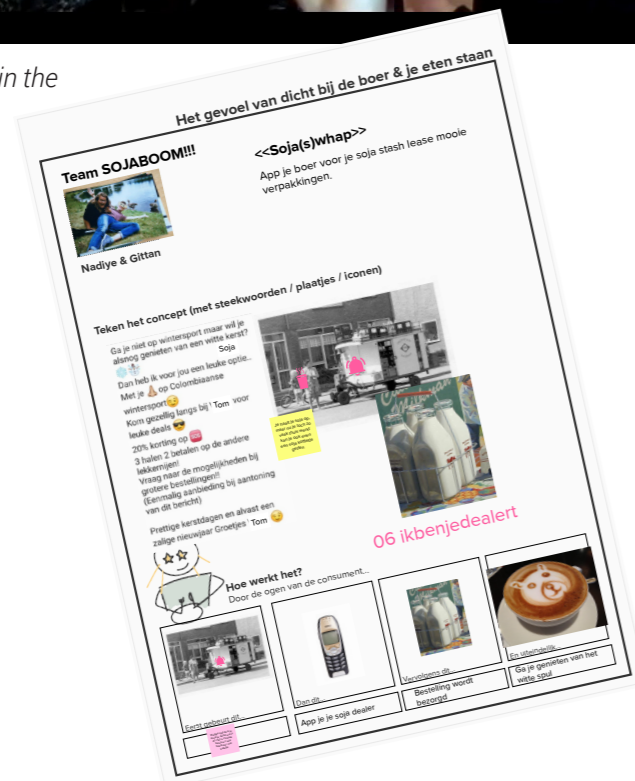 in the
Het gevoel van dicht bij de boer & je eten staan
Team SOJABOOM!!!
Nadiye & Gittan
<<Soja(s)whap>>
App je boer voor je soja stash lease mooie
verpakkingen.
Teken het concept (met steekwoorden / plaatjes / iconen)
Ga je niet op wintersport maar wil je
alsnog genieten van een witte kerst?
Soja
Dan heb ik voor jou een leuke optie..
Met je op Colombiaanse
wintersport
Kom gezellig langs bij Tom voor
leuke deals
20% korting op
3 halen 2 betalen op de andere
lekkernijen!
Vraag naar de mogelijkheden bij
grotere bestellingen!!
(Eenmalig aanbieding bij aantoning
van dit bericht)
Prettige kerstdagen en alvast een
zalige nieuwjaar Groetjes Tom
06 ikbenjedealert
Hoe werkt het?
Door de ogen van de consument...
Eerst gebeurt dit...
Dan dit...
App je je soja dealer
Vervolgens dit...
Bestelling wordt
bezorgd
En uiteindelijk...
Ga je genieten van het
witte spul